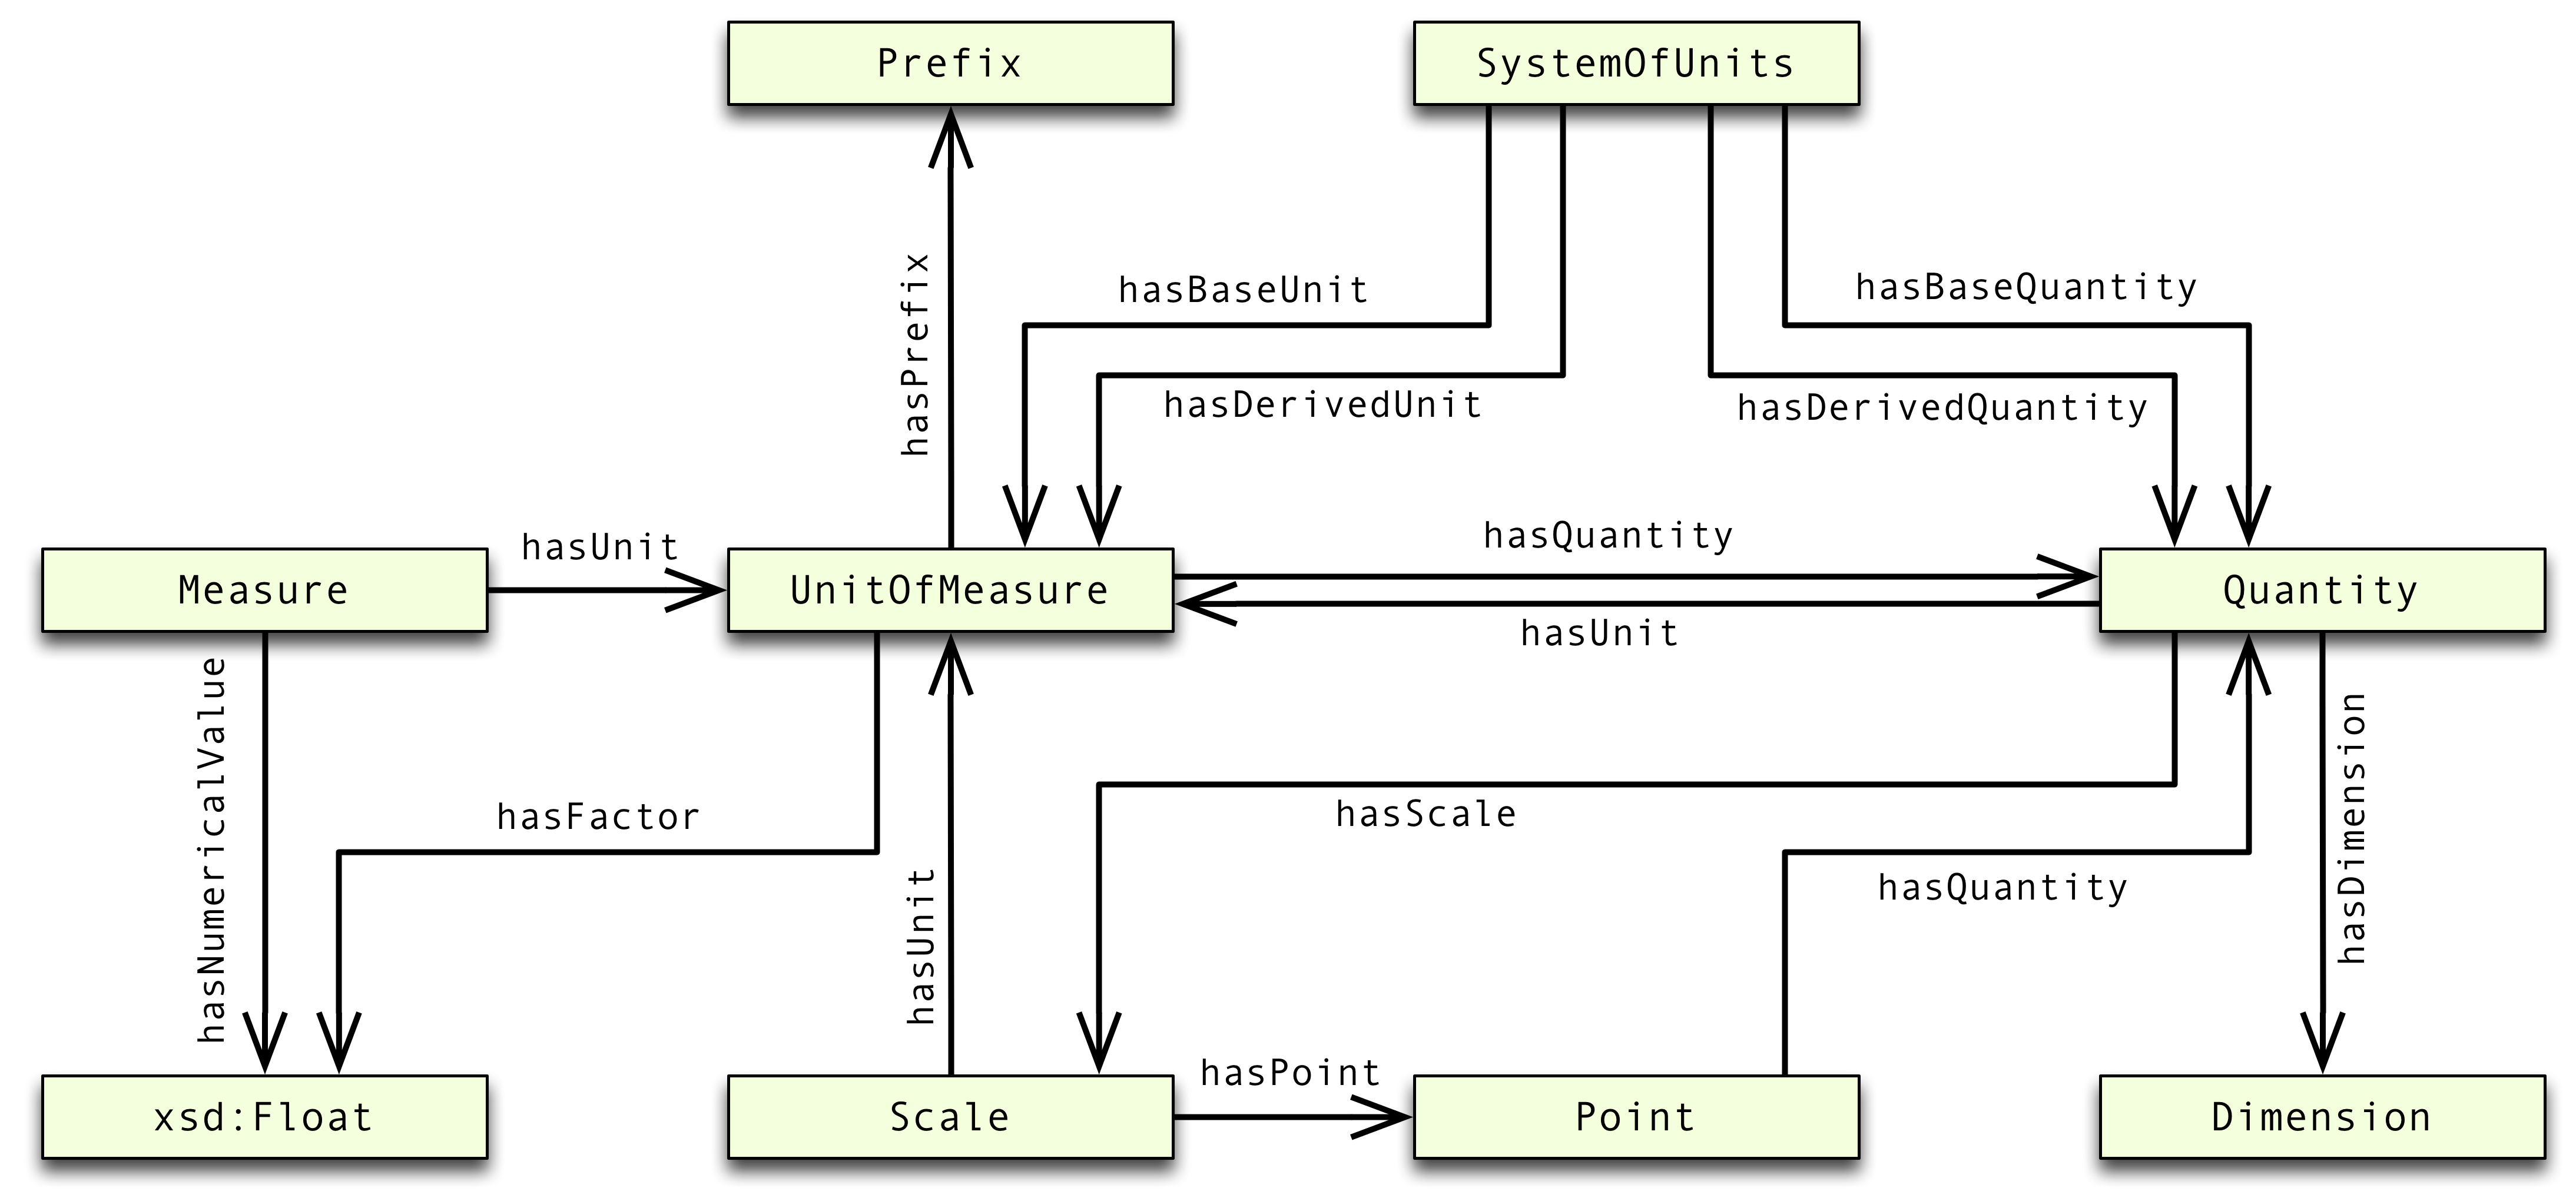 Prefix
SystemOfUnits
hasPrefix
hasBaseUnit
hasBaseQuantity
hasDerivedUnit
hasDerivedQuantity
Measure
hasUnit
UnitOfMeasure
hasQuantity
hasUnit
Quantity
hasNumericalValue
hasFactor
hasUnit
hasScale
hasQuantity
hasDimension
xsd:Float
Scale
hasPoint
Point
Dimension